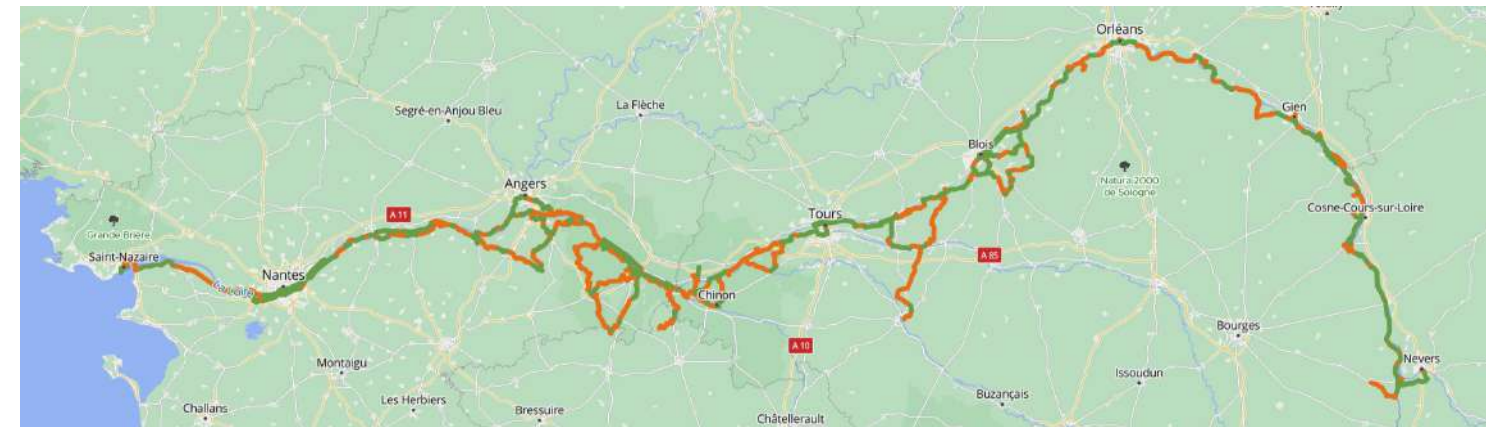 Orléans
Gien
Segré-en-Anjou Bleu
La Flèche
Blois
Natura 2000
de Sologne
Angers
A 11
Tours
Cosne-Cours-sur-Loire
Grande Brière
Saint-Nazaire
Nantes
A 85
Chinon
Bourges
A 10
Nevers
Montaigu
Issoudun
Les Herbiers
Buzançais
Challans
Bressuire
Châtellerault